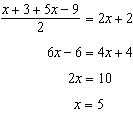 (x + 3 + 5x − 9)/2 = 2x + 2
6x − 6 = 4x + 4
2x = 10
x = 5